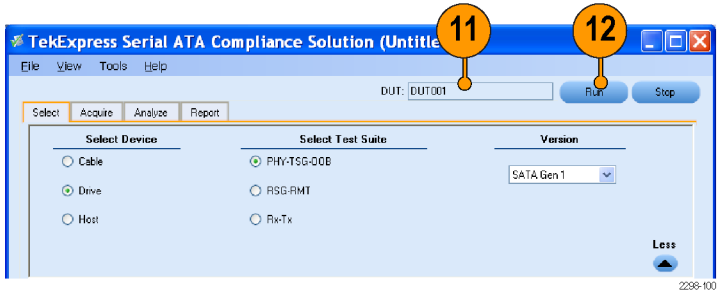 11 12
TekExpress Serial ATA Compliance Solution (Untitle
File View Tools Help
DUT: DUT001 Run Stop
Select Acquire Analyze Report
Select Device Select Test Suite Version
Cable PHY-TSG-OOB SATA Gen 1
Drive RSG-RMT
Host Rx-Tx
Less
2298-100